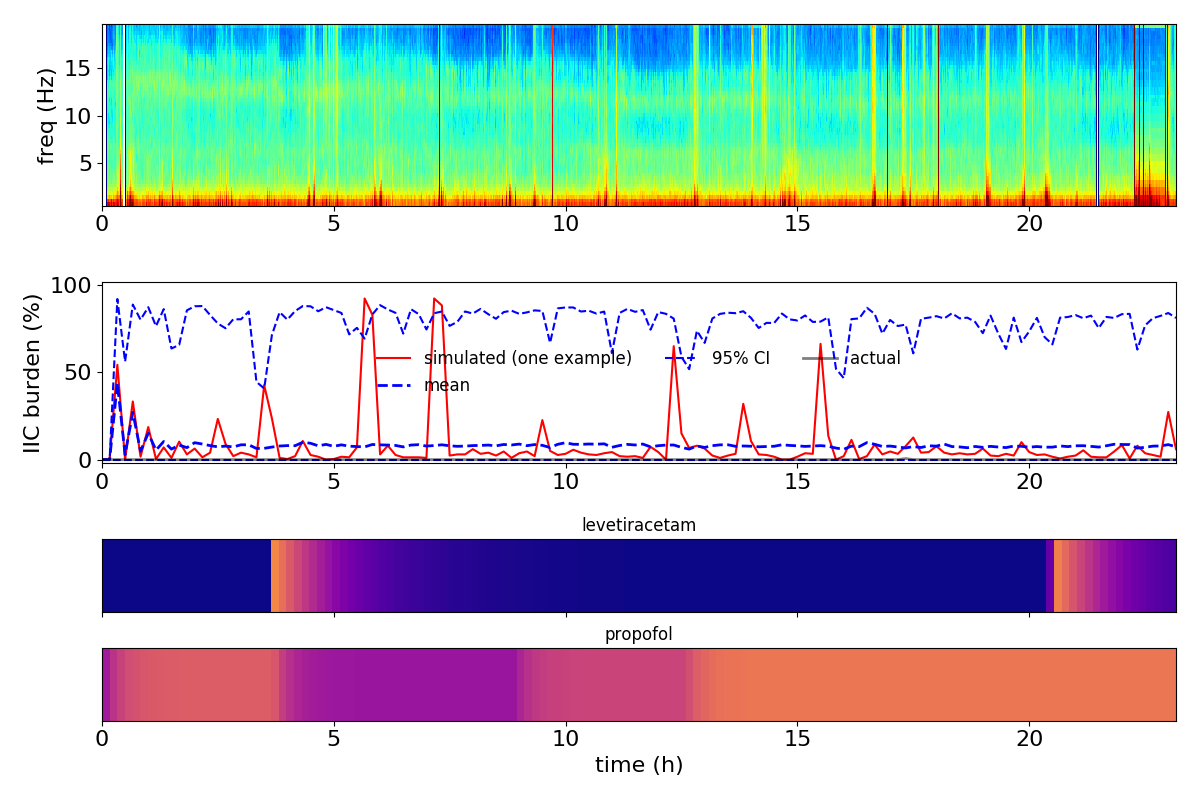 freq (Hz)
15
10
5
0 5 10 15 20
IIC burden (%)
100
50
0
simulated (one example) 95% CI actual
mean
0 5 10 15 20
levetiracetam
propofol
0 5 10 15 20
time (h)